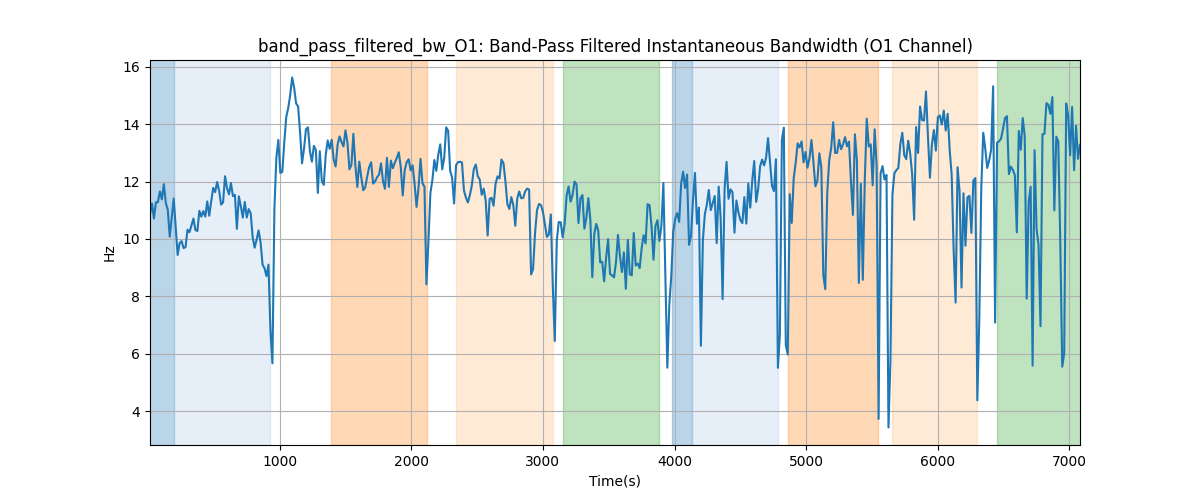 band_pass_filtered_bw_O1: Band-Pass Filtered Instantaneous Bandwidth (O1 Channel)
16
14
12
10
8
6
4
Hz
1000 2000 3000 4000 5000 6000 7000
Time(s)